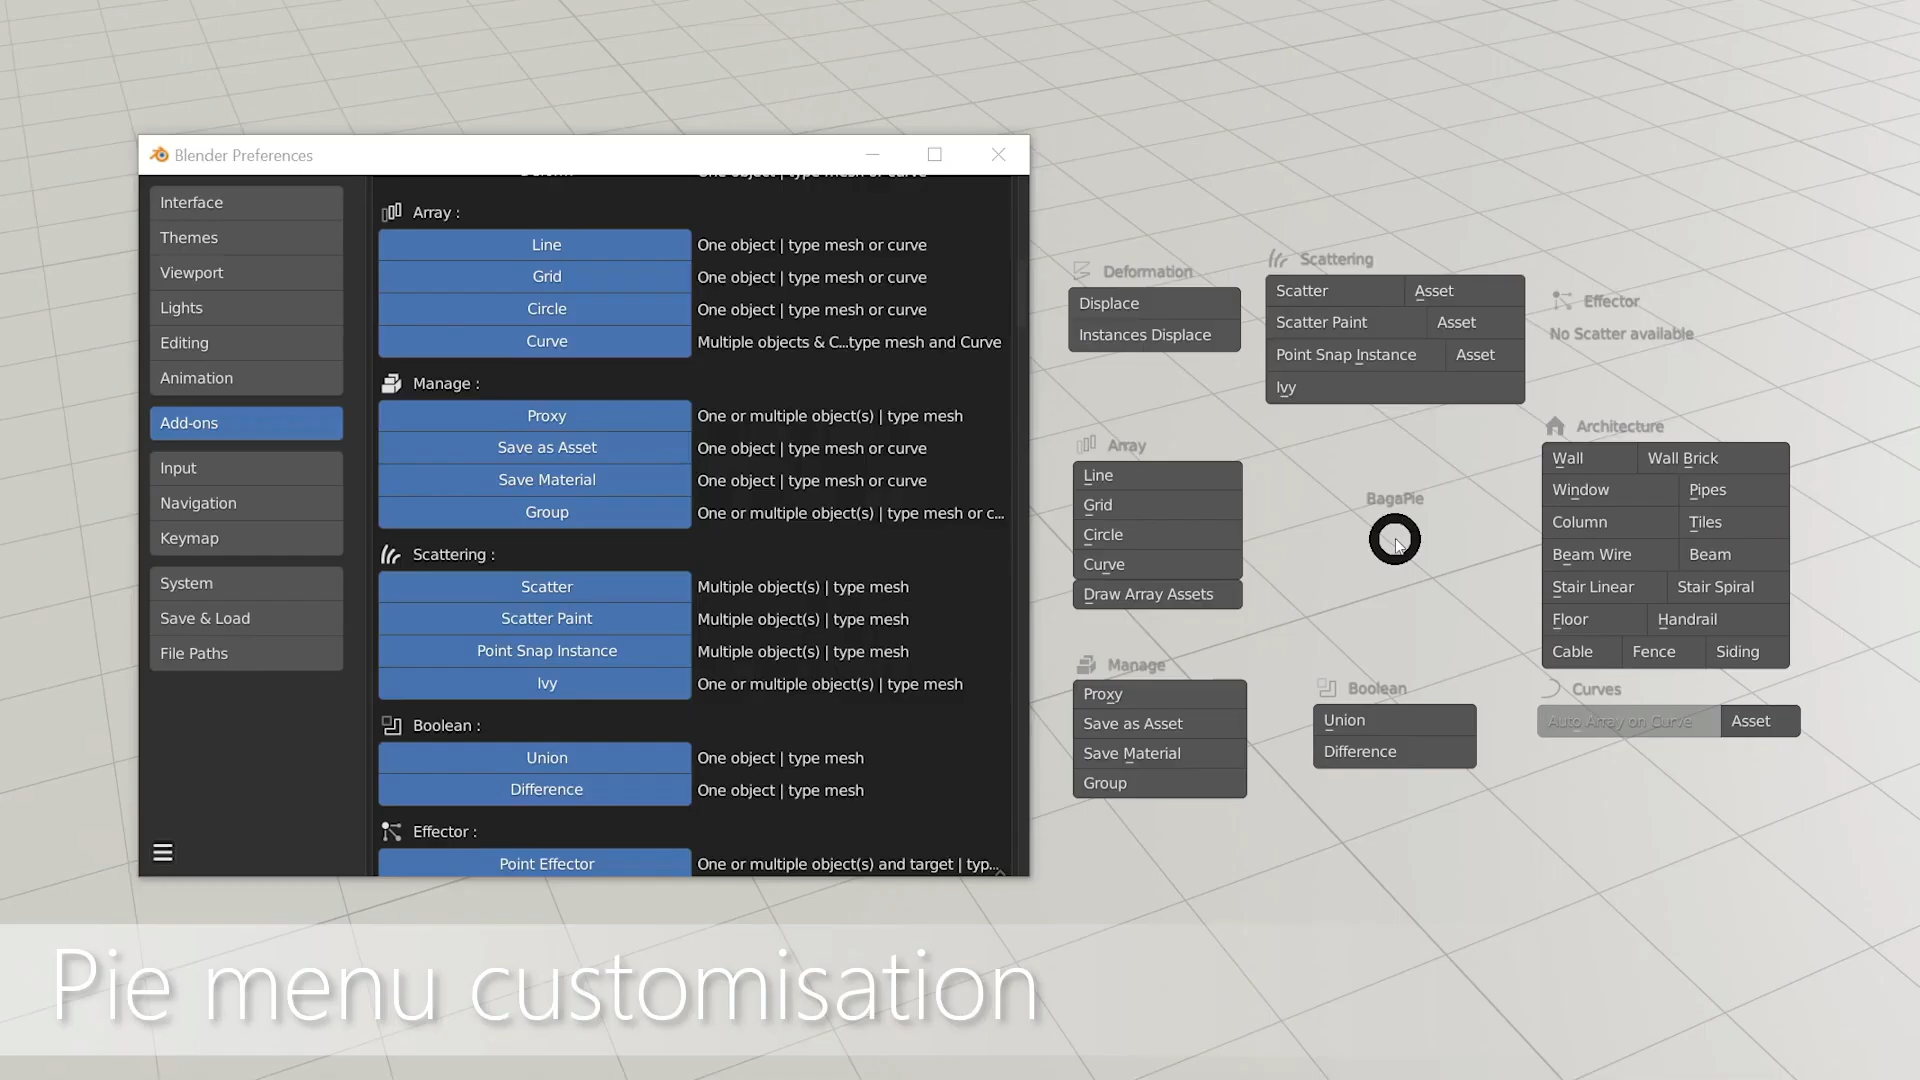 Blender Preferences
Interface
Themes
Viewport
Lights
Editing
Animation
Add-ons
Input
Navigation
Keymap
System
Save & Load
File Paths
One object | type mesh or curve
Array :
Line One object | type mesh or curve
Grid One object | type mesh or curve
Circle One object | type mesh or curve
Curve Multiple objects & C...type mesh and Curve
Manage :
Proxy One or multiple object(s) | type mesh
Save as Asset One object | type mesh or curve
Save Material One object | type mesh or curve
Group One or multiple object(s) | type mesh or c...
Scattering :
Scatter Multiple object(s) | type mesh
Scatter Paint Multiple object(s) | type mesh
Point Snap Instance Multiple object(s) | type mesh
Ivy One or multiple object(s) | type mesh
Boolean :
Union One object | type mesh
Difference One object | type mesh
Effector :
Point Effector One or multiple object(s) and target | typ...
Deformation
Displace
Instances Displace
Scattering
Scatter Asset
Scatter Paint Asset
Point Snap Instance Asset
Ivy
Effector
No Scatter available
Array
Line
Grid
Circle
Curve
Draw Array Assets
BagaPie
Architecture
Wall Wall Brick
Window Pipes
Column Tiles
Beam Wire Beam
Stair Linear Stair Spiral
Floor Handrail
Cable Fence Siding
Manage
Proxy
Save as Asset
Save Material
Group
Boolean
Union
Difference
Curves
Auto Array on Curve Asset
Pie menu customisation